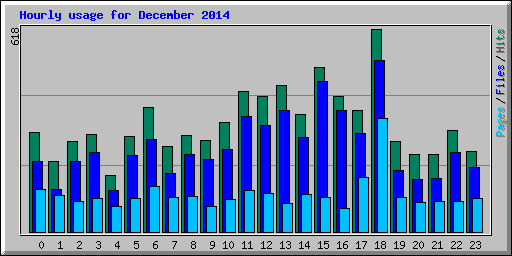 Hourly usage for December 2014
618
Pages / Files / Hits
0 1 2 3 4 5 6 7 8 9 10 11 12 13 14 15 16 17 18 19 20 21 22 23